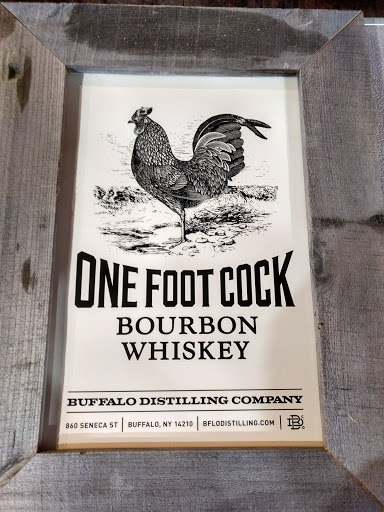 ONE FOOT COCK
BOURBON
WHISKEY
BUFFALO DISTILLING COMPANY
860 SENECA ST | BUFFALO, NY 14210 | BFLODISTILLING.COM |